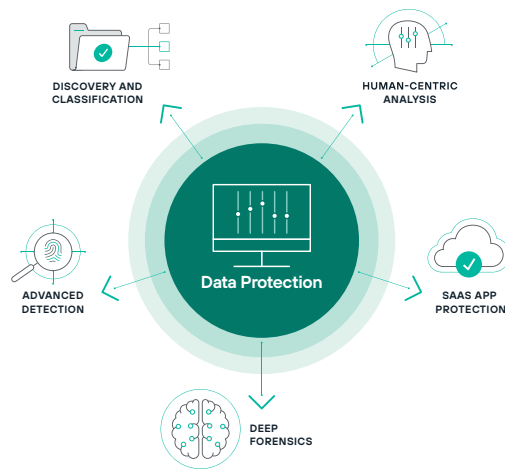 DISCOVERY AND
CLASSIFICATION
HUMAN-CENTRIC
ANALYSIS
Data Protection
ADVANCED
DETECTION
SAAS APP
PROTECTION
DEEP
FORENSICS